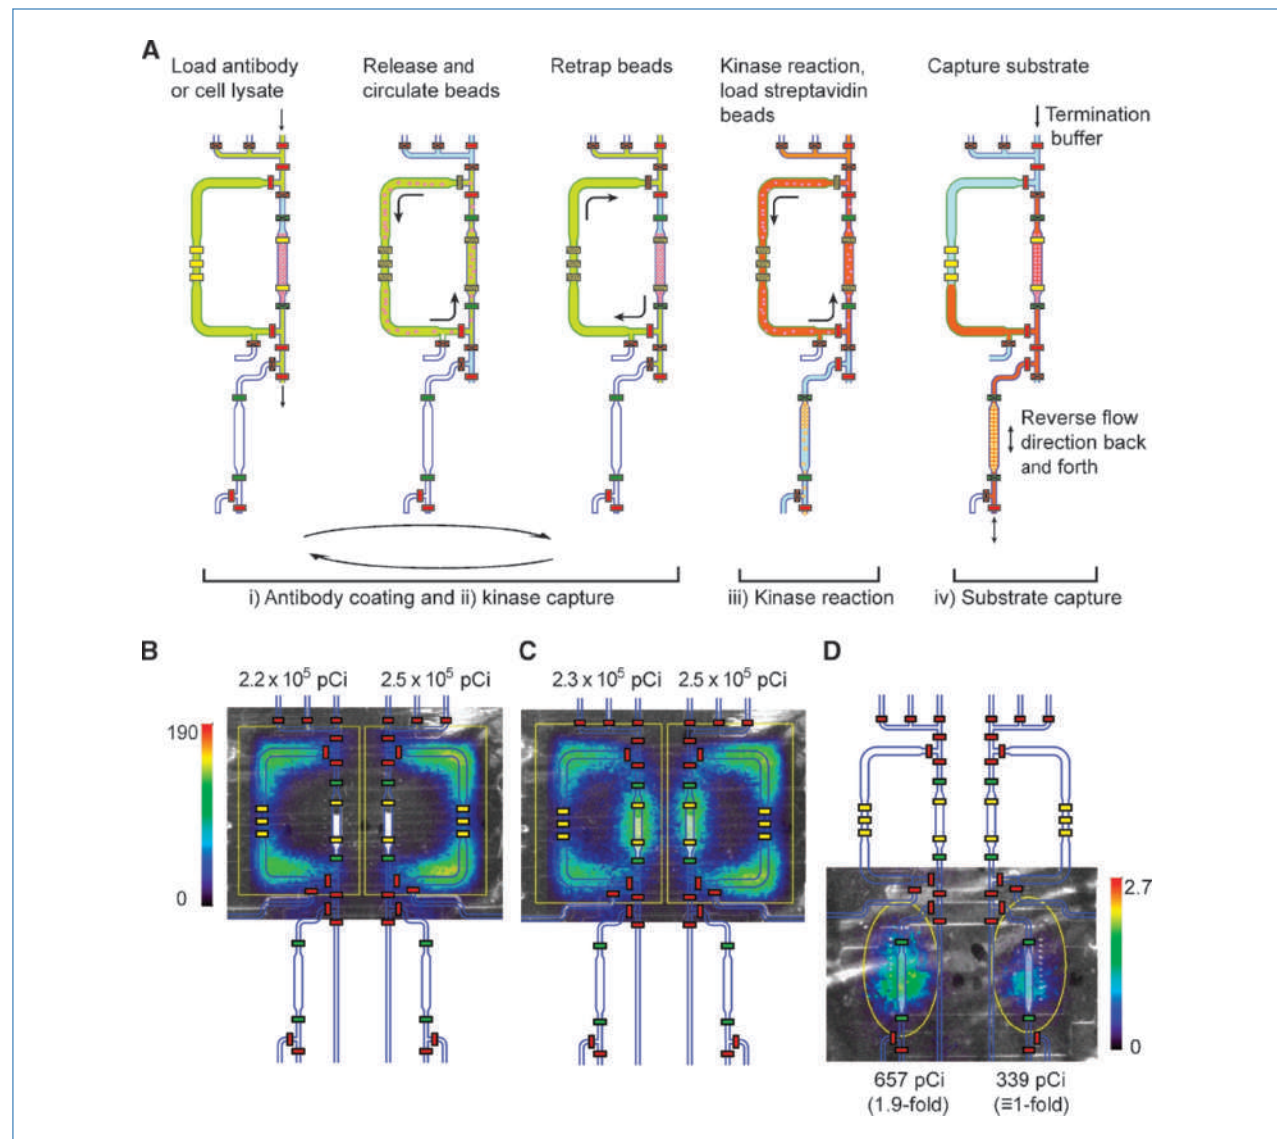 A
Load antibody
or cell lysate
Release and
circulate beads
Retrap beads
Kinase reaction,
load streptavidin
beads
Capture substrate
Termination
buffer
Reverse flow
direction back
and forth
i) Antibody coating and ii) kinase capture
iii) Kinase reaction
iv) Substrate capture
B
2.2 x 10⁵ pCi
2.5 x 10⁵ pCi
190
0
C
2.3 x 10⁵ pCi
2.5 x 10⁵ pCi
D
2.7
0
657 pCi
(1.9-fold)
339 pCi
(≡1-fold)